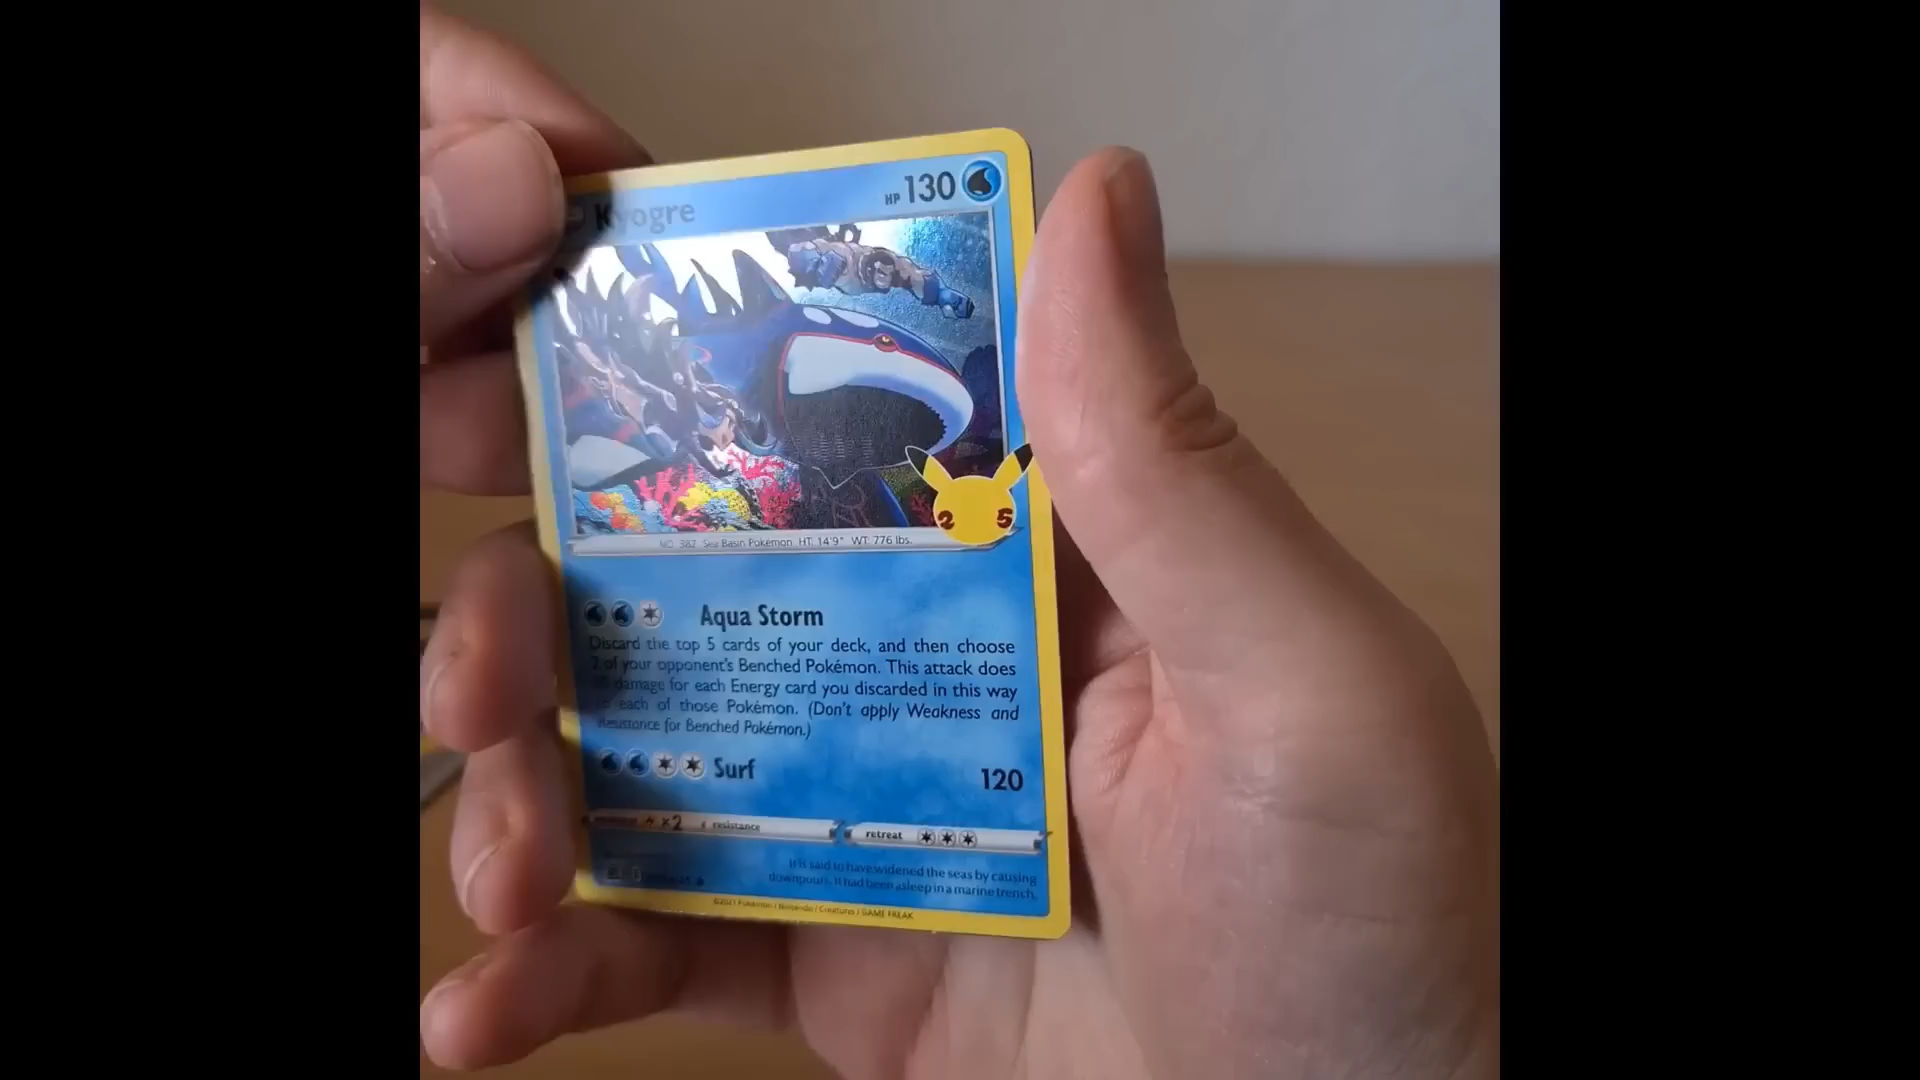 Kyogre
HP 130
25
NO. 382 Sea Basin Pokémon HT: 14'9" WT: 776 lbs.
Aqua Storm
Discard the top 5 cards of your deck, and then choose
2 of your opponent's Benched Pokémon. This attack does
damage for each Energy card you discarded in this way
to each of those Pokémon. (Don't apply Weakness and
Resistance for Benched Pokémon.)
Surf 120
weakness ×2 resistance retreat
It is said to have widened the seas by causing
downpours. It had been asleep in a marine trench.
©2021 Pokémon / Nintendo / Creatures / GAME FREAK